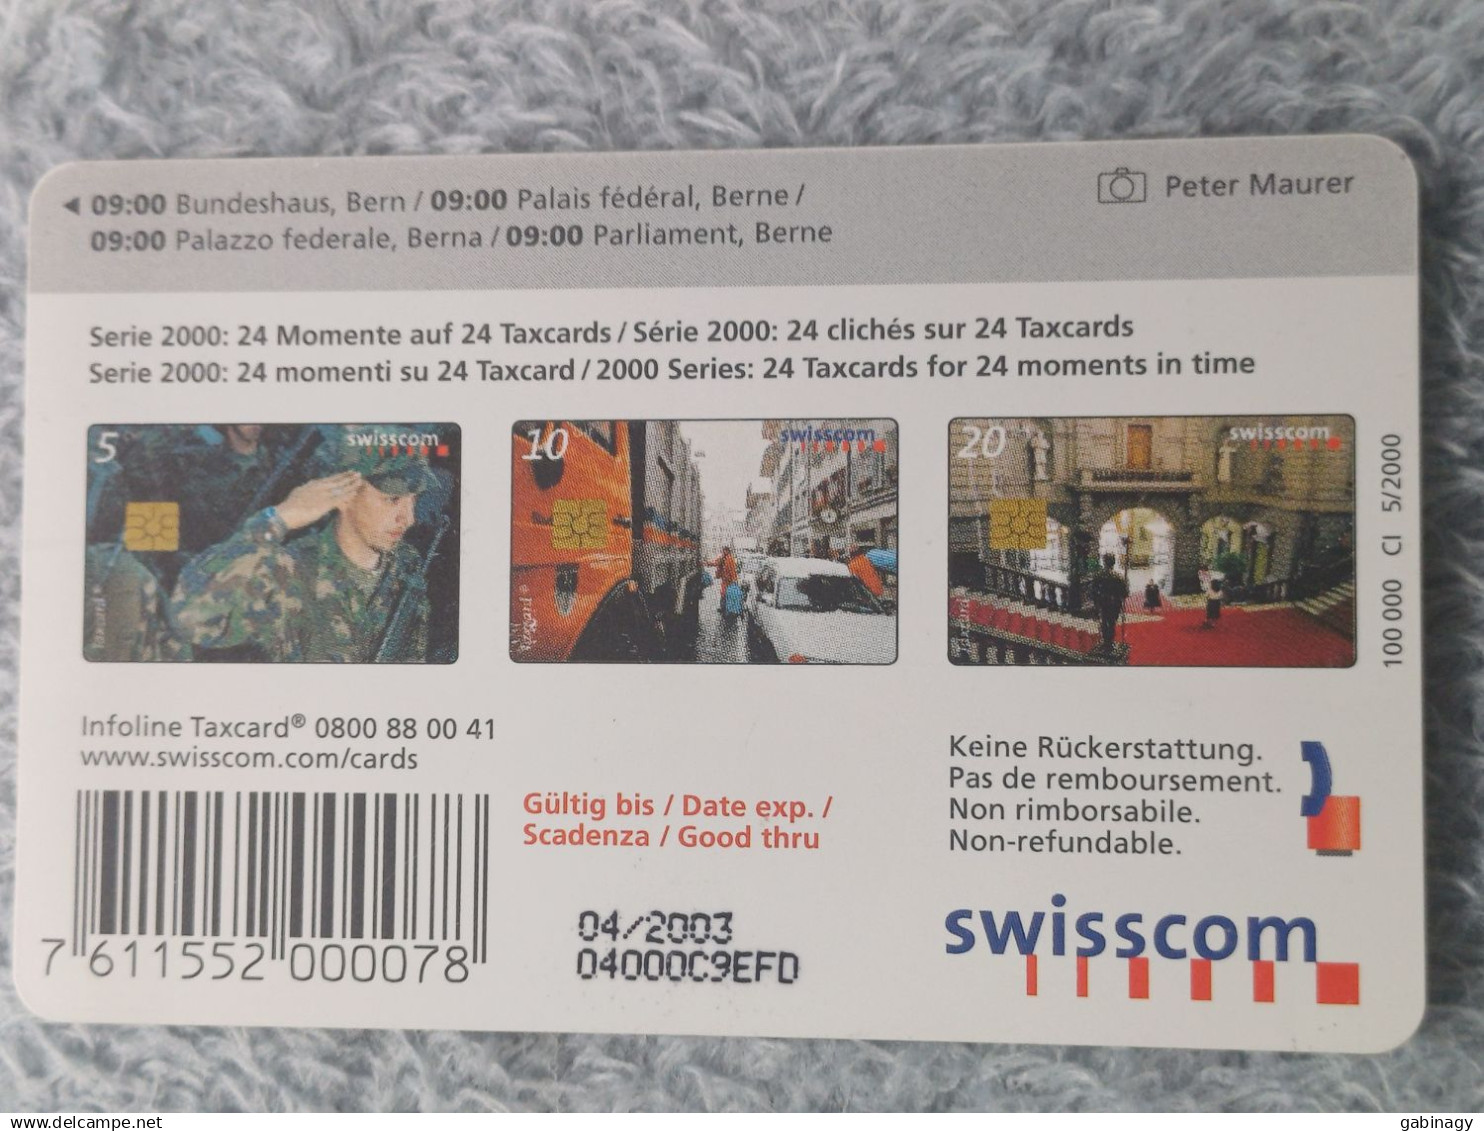 ◄ 09:00 Bundeshaus, Bern / 09:00 Palais fédéral, Berne /
09:00 Palazzo federale, Berna / 09:00 Parliament, Berne
Peter Maurer
Serie 2000: 24 Momente auf 24 Taxcards / Série 2000: 24 clichés sur 24 Taxcards
Serie 2000: 24 momenti su 24 Taxcard / 2000 Series: 24 Taxcards for 24 moments in time
5
swisscom
Taxcard®
10
swisscom
Taxcard®
20
swisscom
Taxcard
100 000 CI 5/2000
Infoline Taxcard® 0800 88 00 41
www.swisscom.com/cards
7 611552 000078
Gültig bis / Date exp. /
Scadenza / Good thru
04/2003
04000C9EFD
Keine Rückerstattung.
Pas de remboursement.
Non rimborsabile.
Non-refundable.
swisscom
delcampe.net
gabinagy